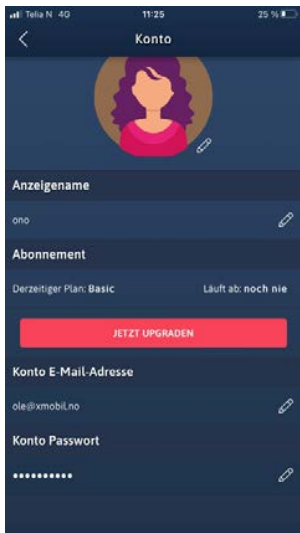 Telia N 4G 11:25 25 %
Konto
Anzeigename
ono
Abonnement
Derzeitiger Plan: Basic Läuft ab: noch nie
JETZT UPGRADEN
Konto E-Mail-Adresse
ole@xmobil.no
Konto Passwort
••••••••••